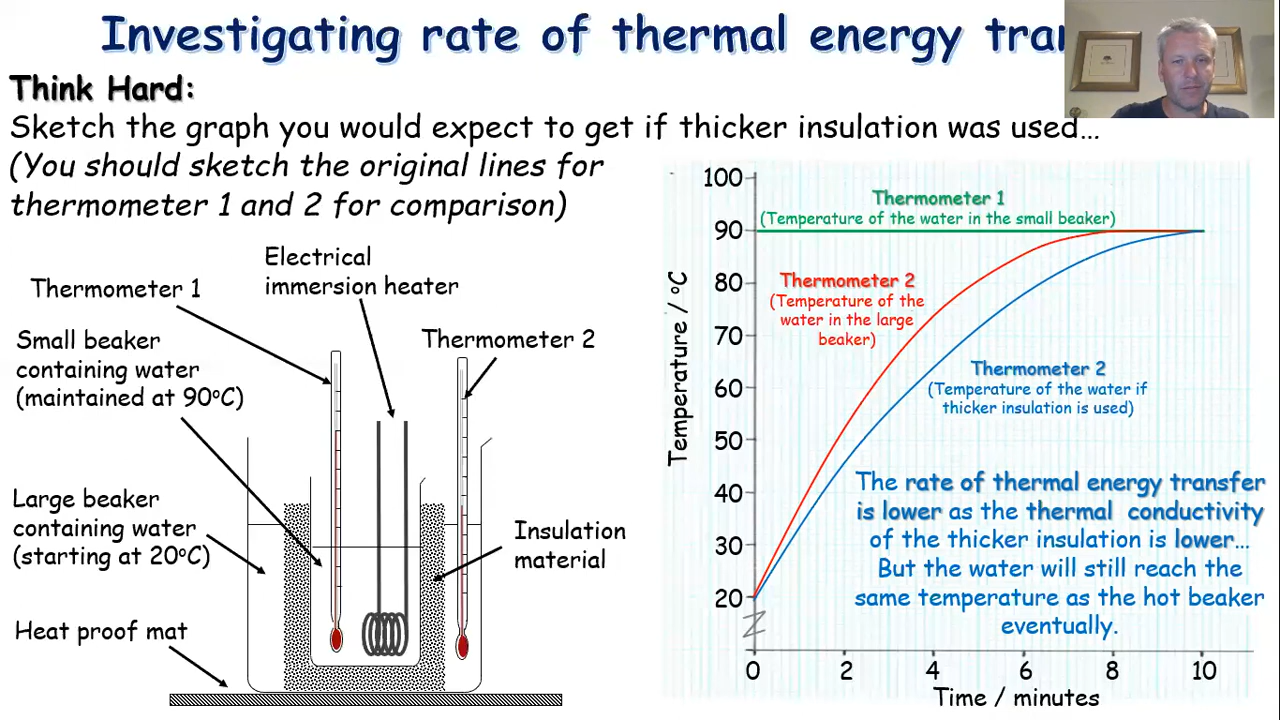 Investigating rate of thermal energy
Think Hard:
Sketch the graph you would expect to get if thicker insulation was used…
(You should sketch the original lines for
thermometer 1 and 2 for comparison)
Thermometer 1
Electrical
immersion heater
Small beaker
containing water
(maintained at 90°C)
Thermometer 2
Large beaker
containing water
(starting at 20°C)
Insulation
material
Heat proof mat
Temperature / °C
100
90
80
70
60
50
40
30
20
Thermometer 1
(Temperature of the water in the small beaker)
Thermometer 2
(Temperature of the
water in the large
beaker)
Thermometer 2
(Temperature of the water if
thicker insulation is used)
The rate of thermal energy transfer
is lower as the thermal conductivity
of the thicker insulation is lower…
But the water will still reach the
same temperature as the hot beaker
eventually.
0 2 4 6 8 10
Time / minutes